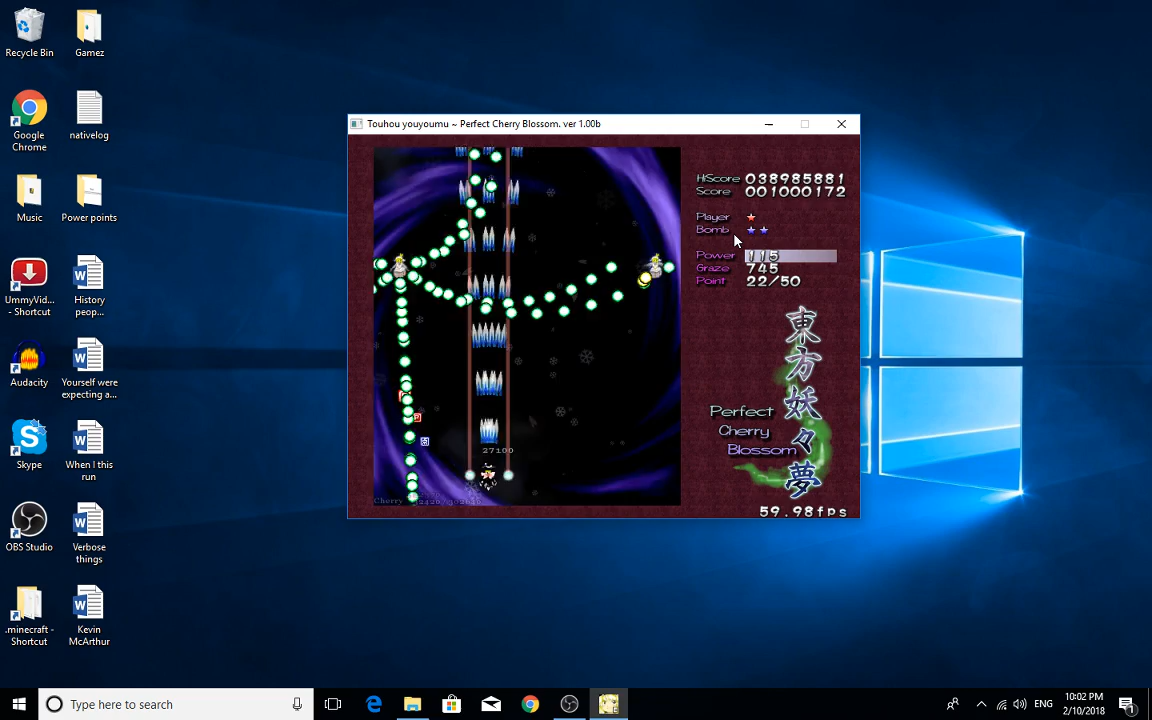 Recycle Bin
Gamez
Google
Chrome
nativelog
Music
Power points
UmmyVid...
- Shortcut
History
peop...
Audacity
Yourself were
expecting a...
Skype
When I this
run
OBS Studio
Verbose
things
.minecraft -
Shortcut
Kevin
McArthur
Touhou youyoumu ~ Perfect Cherry Blossom. ver 1.00b
HiScore 038985881
Score 001000172
Player
Bomb
Power 115
Graze 745
Point 22/50
東方妖々夢
Perfect
Cherry
Blossom
27100
Cherry
59.98fps
Type here to search
ENG
10:02 PM
2/10/2018
1